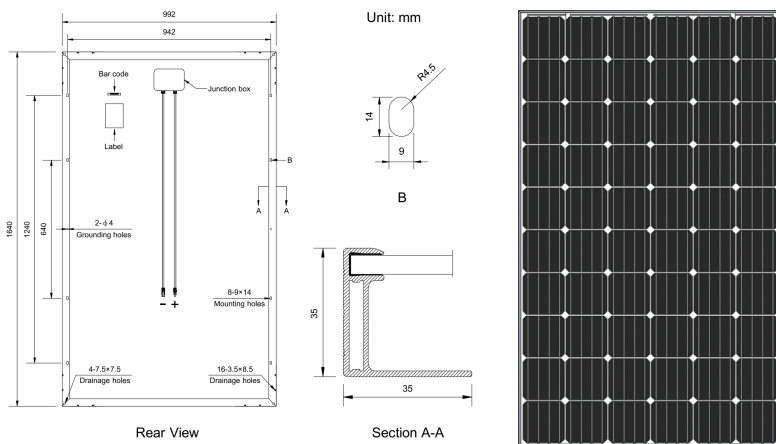 992
942
Unit: mm
Bar code
Junction box
Label
B
A A
1640
1240
640
2-ϕ4
Grounding holes
8-9×14
Mounting holes
- +
4-7.5×7.5
Drainage holes
16-3.5×8.5
Drainage holes
Rear View
R4.5
14
9
B
35
35
Section A-A